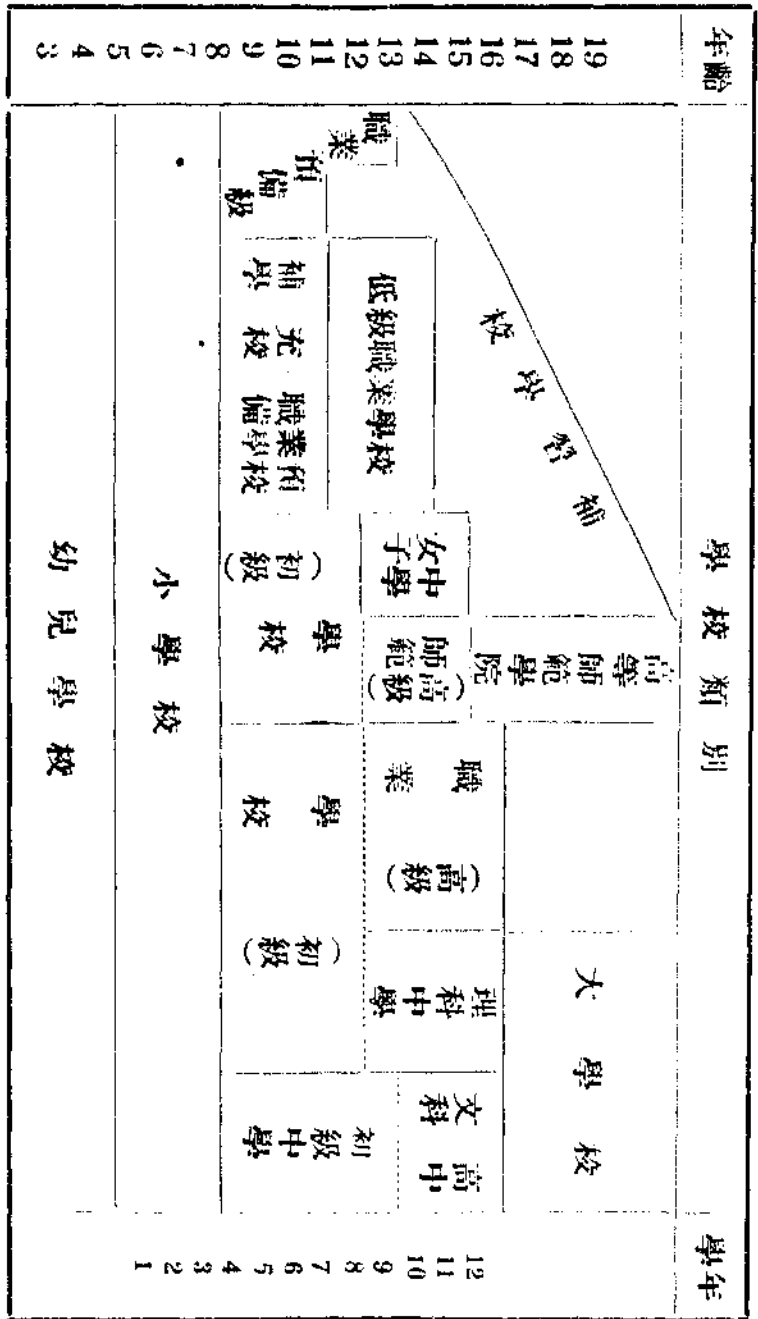 年齡
學校類別
學年
19
18
17
16
15
14
13
12
11
10
9
8
7
6
5
4
3
補習學校
高等師範學院
大學校
職業
預備級
低級職業學校
女子中學
師範
(高級)
職業
(高級)
理科中學
文科高中
補充學校
職業預備學校
學校
(初級)
學校
(初級)
初級中學
小學校
幼兒學校
12
11
10
9
8
7
6
5
4
3
2
1